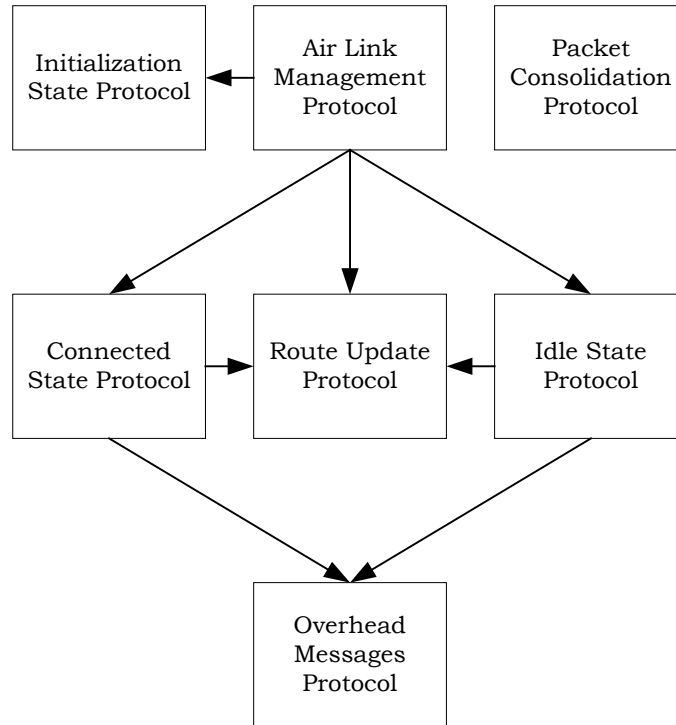 Initialization
State Protocol
Air Link
Management
Protocol
Packet
Consolidation
Protocol
Connected
State Protocol
Route Update
Protocol
Idle State
Protocol
Overhead
Messages
Protocol